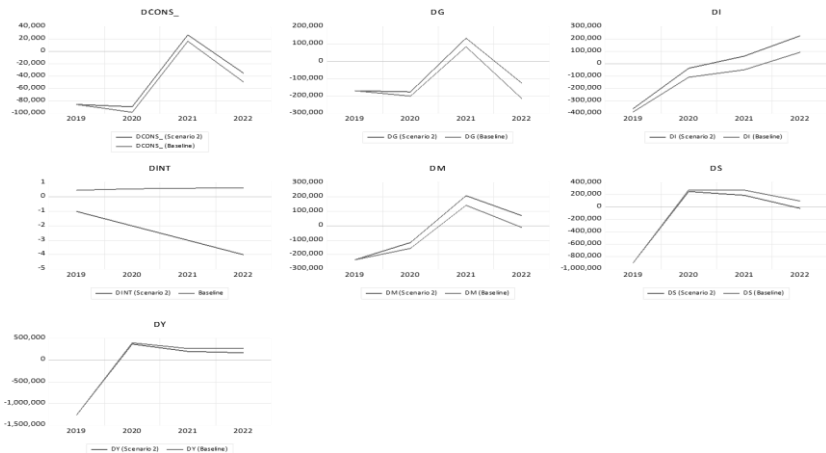 DCONS_
40,000
20,000
0
-20,000
-40,000
-60,000
-80,000
-100,000
2019 2020 2021 2022
DCONS_ (Scenario 2)
DCONS_ (Baseline)
DG
200,000
100,000
0
-100,000
-200,000
-300,000
2019 2020 2021 2022
DG (Scenario 2) DG (Baseline)
DI
300,000
200,000
100,000
0
-100,000
-200,000
-300,000
-400,000
2019 2020 2021 2022
DI (Scenario 2) DI (Baseline)
DINT
1
0
-1
-2
-3
-4
-5
2019 2020 2021 2022
DINT (Scenario 2) Baseline
DM
300,000
200,000
100,000
0
-100,000
-200,000
-300,000
2019 2020 2021 2022
DM (Scenario 2) DM (Baseline)
DS
400,000
200,000
0
-200,000
-400,000
-600,000
-800,000
-1,000,000
2019 2020 2021 2022
DS (Scenario 2) DS (Baseline)
DY
500,000
0
-500,000
-1,000,000
-1,500,000
2019 2020 2021 2022
DY (Scenario 2) DY (Baseline)